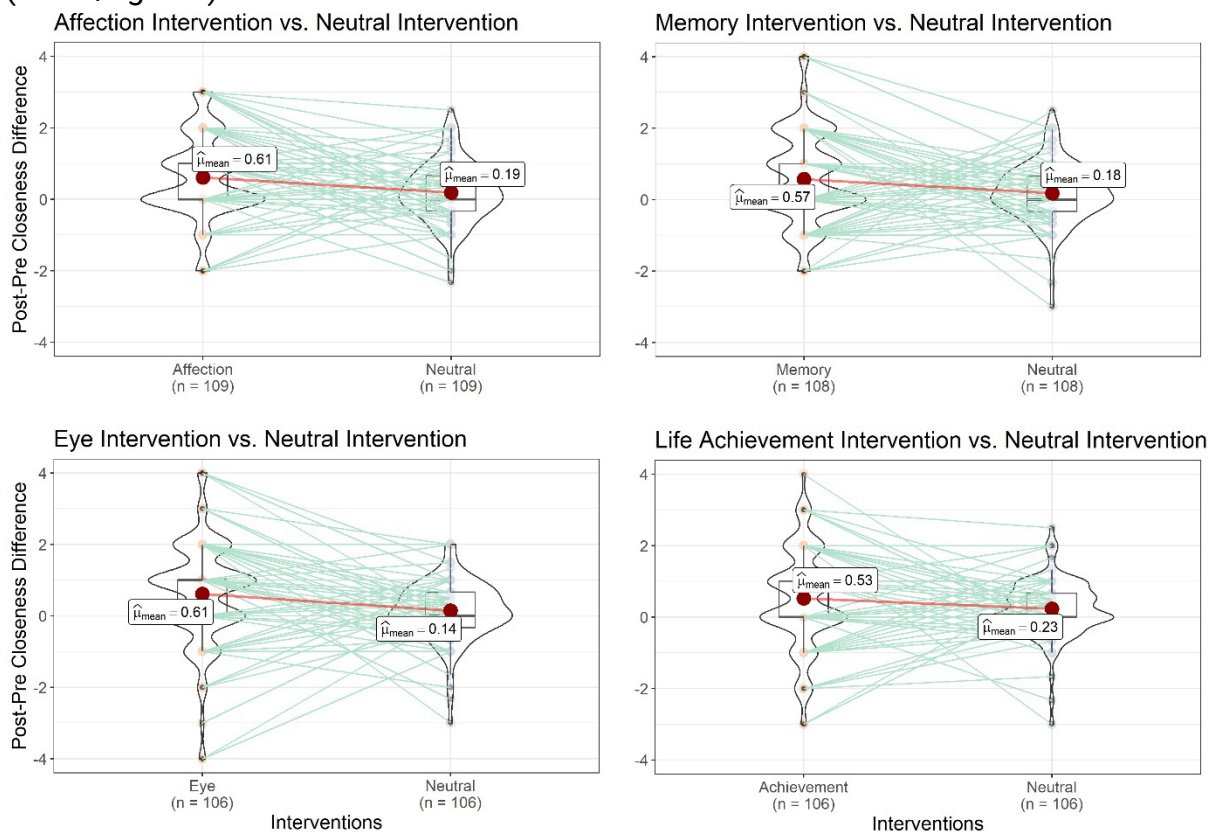 Affection Intervention vs. Neutral Intervention
Post-Pre Closeness Difference
4
2
0
-2
-4
μ̂mean = 0.61
μ̂mean = 0.19
Affection
(n = 109)
Neutral
(n = 109)
Memory Intervention vs. Neutral Intervention
4
2
0
-2
-4
μ̂mean = 0.57
μ̂mean = 0.18
Memory
(n = 108)
Neutral
(n = 108)
Eye Intervention vs. Neutral Intervention
Post-Pre Closeness Difference
4
2
0
-2
-4
μ̂mean = 0.61
μ̂mean = 0.14
Eye
(n = 106)
Neutral
(n = 106)
Interventions
Life Achievement Intervention vs. Neutral Intervention
4
2
0
-2
-4
μ̂mean = 0.53
μ̂mean = 0.23
Achievement
(n = 106)
Neutral
(n = 106)
Interventions